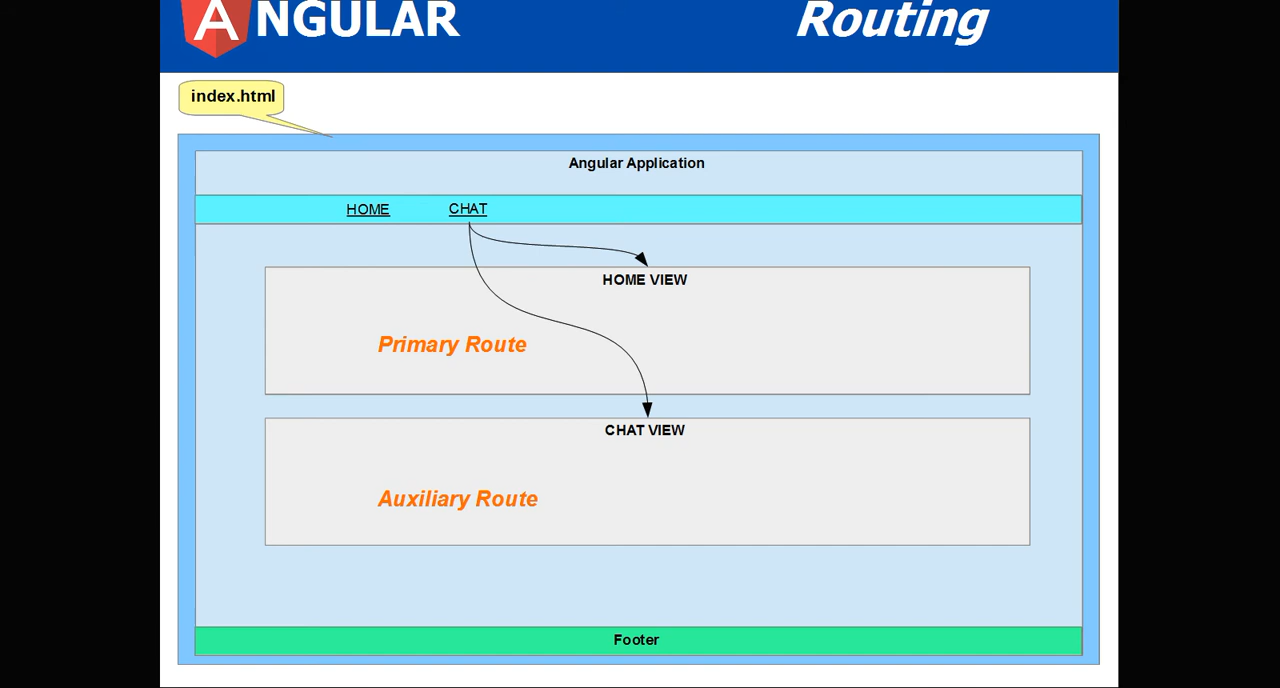 ANGULAR
Routing
index.html
Angular Application
HOME
CHAT
HOME VIEW
Primary Route
CHAT VIEW
Auxiliary Route
Footer